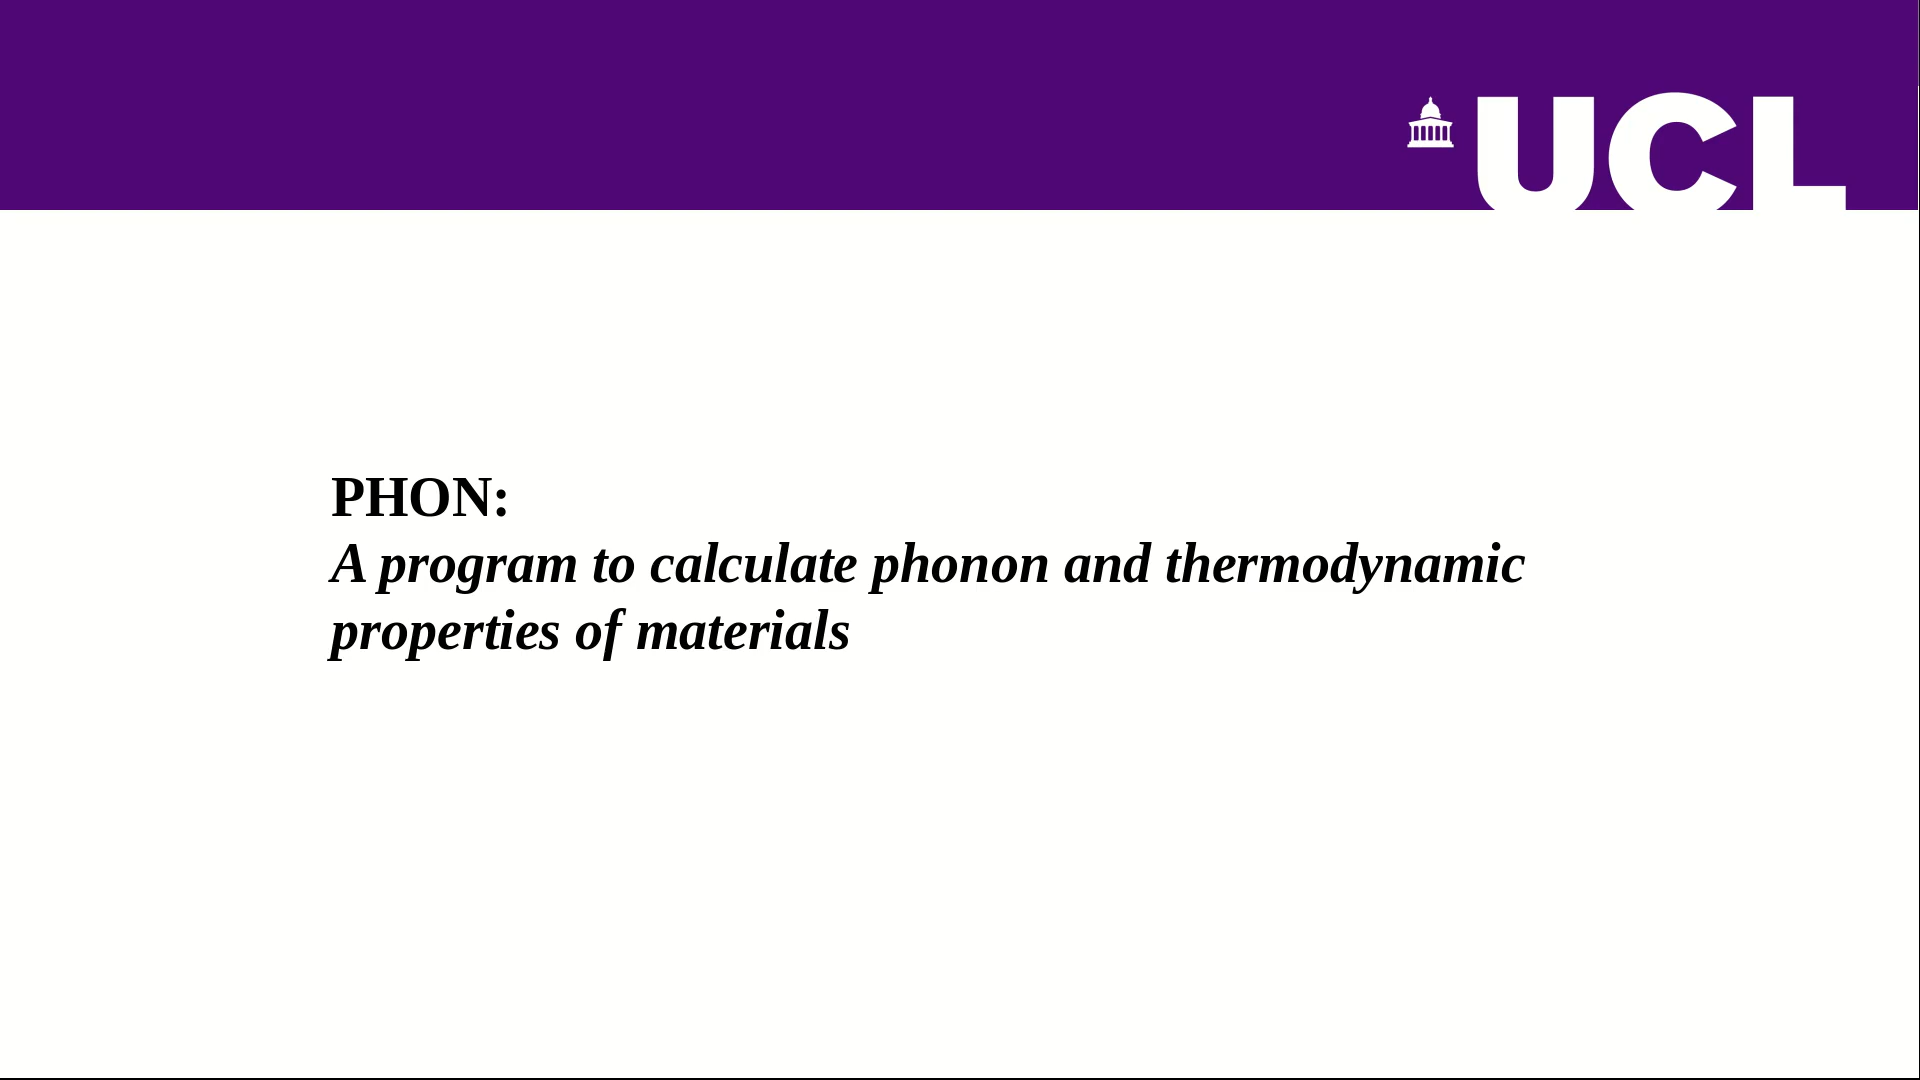 UCL
PHON:
A program to calculate phonon and thermodynamic
properties of materials